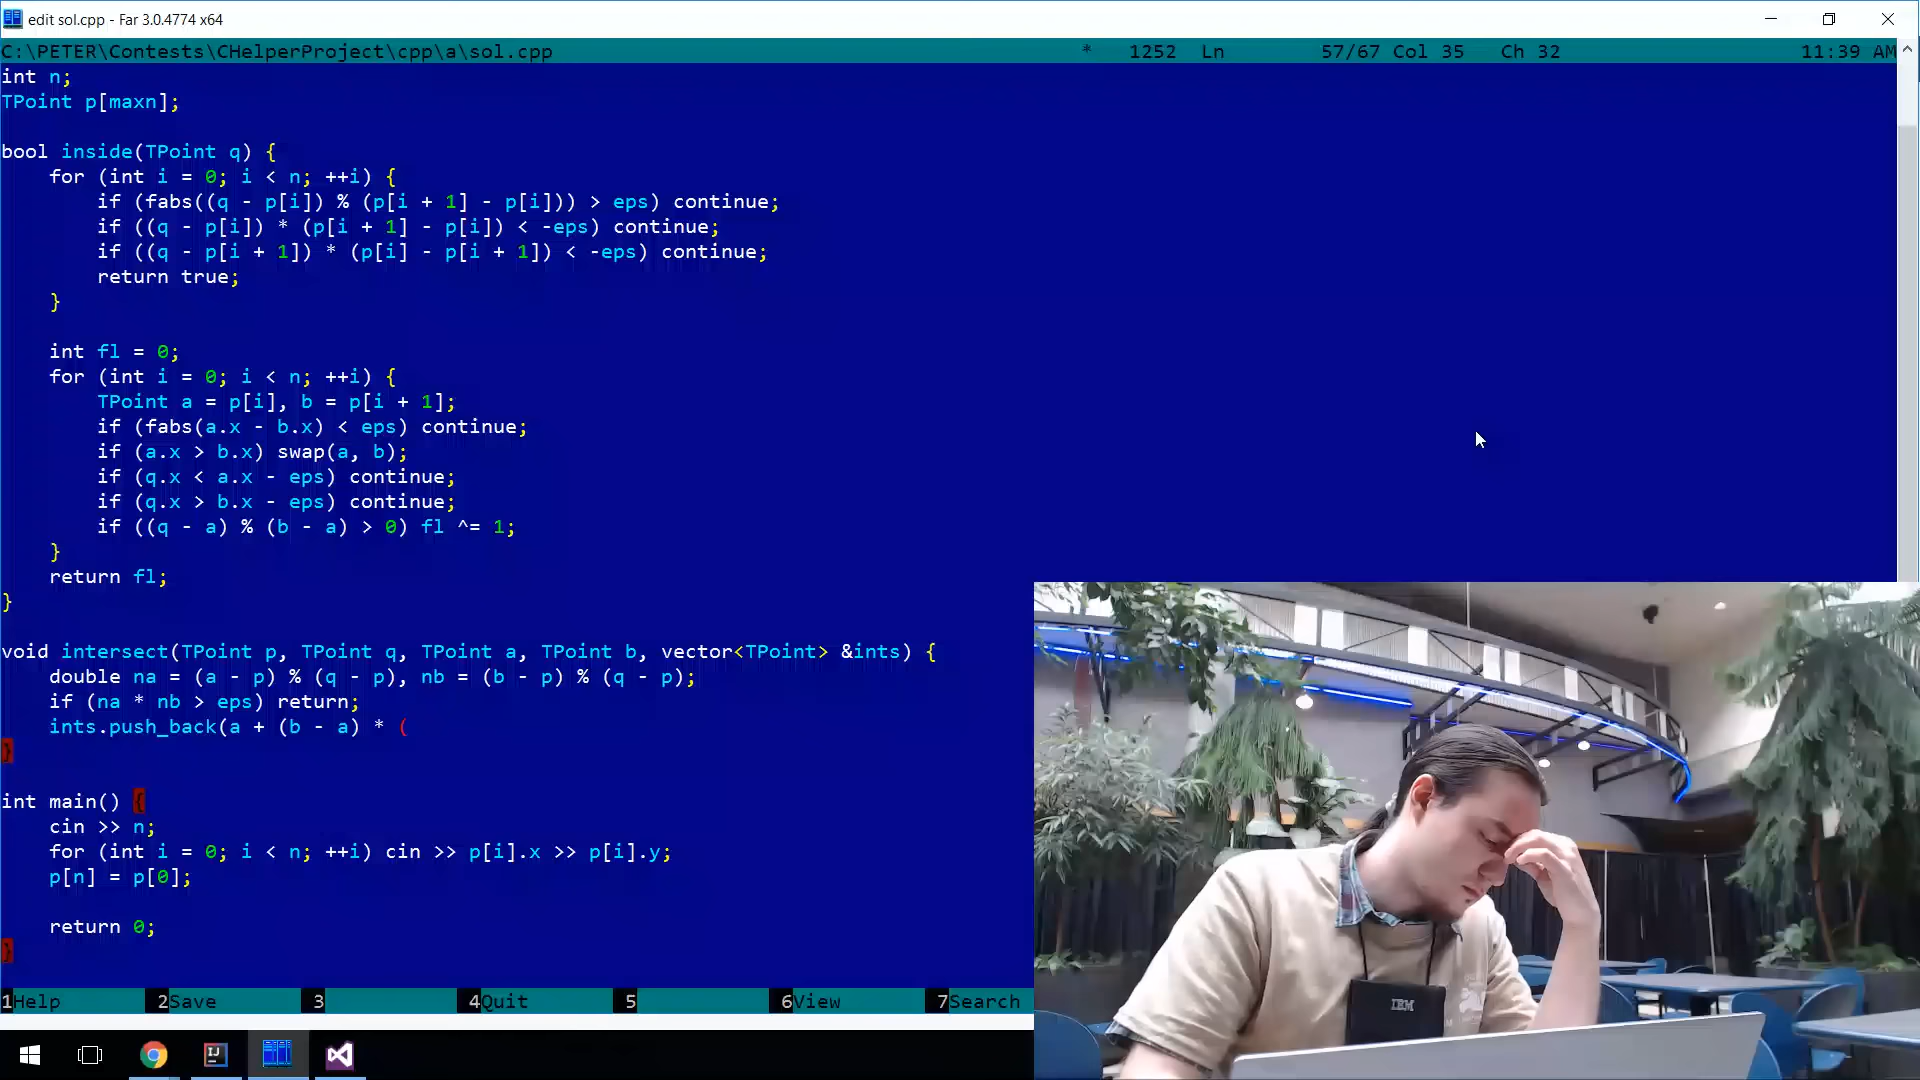 edit sol.cpp - Far 3.0.4774 x64
C:\PETER\Contests\CHelperProject\cpp\a\sol.cpp * 1252 Ln 57/67 Col 35 Ch 32 11:39 AM
int n;
TPoint p[maxn];
bool inside(TPoint q) {
for (int i = 0; i < n; ++i) {
if (fabs((q - p[i]) % (p[i + 1] - p[i])) > eps) continue;
if ((q - p[i]) * (p[i + 1] - p[i]) < -eps) continue;
if ((q - p[i + 1]) * (p[i] - p[i + 1]) < -eps) continue;
return true;
}
int fl = 0;
for (int i = 0; i < n; ++i) {
TPoint a = p[i], b = p[i + 1];
if (fabs(a.x - b.x) < eps) continue;
if (a.x > b.x) swap(a, b);
if (q.x < a.x - eps) continue;
if (q.x > b.x - eps) continue;
if ((q - a) % (b - a) > 0) fl ^= 1;
}
return fl;
}
void intersect(TPoint p, TPoint q, TPoint a, TPoint b, vector<TPoint> &ints) {
double na = (a - p) % (q - p), nb = (b - p) % (q - p);
if (na * nb > eps) return;
ints.push_back(a + (b - a) * (
}
int main() {
cin >> n;
for (int i = 0; i < n; ++i) cin >> p[i].x >> p[i].y;
p[n] = p[0];
return 0;
}
1Help 2Save 3 4Quit 5 6View 7Search
IJ
IBM